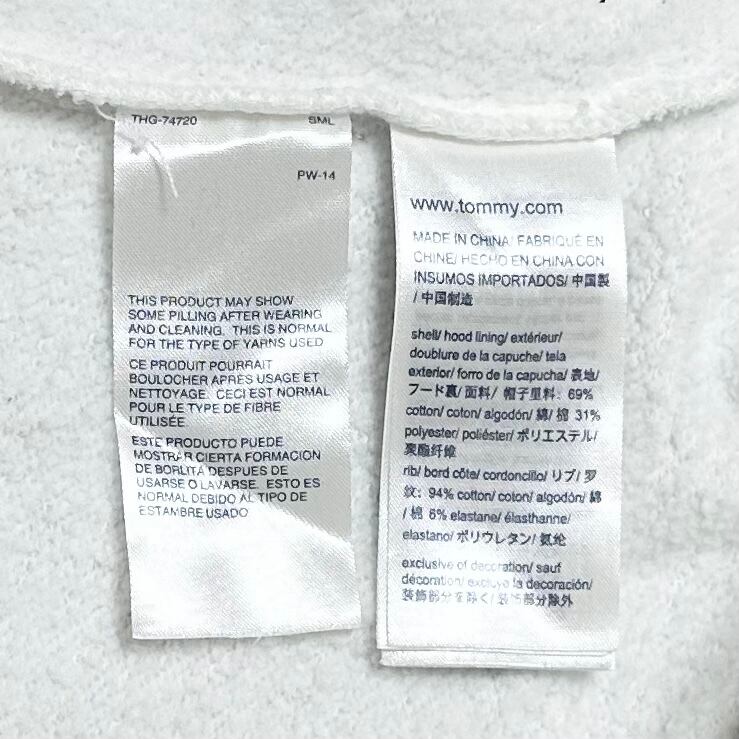 THG-74720 SML
PW-14
THIS PRODUCT MAY SHOW
SOME PILLING AFTER WEARING
AND CLEANING. THIS IS NORMAL
FOR THE TYPE OF YARNS USED
CE PRODUIT POURRAIT
BOULOCHER APRÈS USAGE ET
NETTOYAGE. CECI EST NORMAL
POUR LE TYPE DE FIBRE
UTILISÉE
ESTE PRODUCTO PUEDE
MOSTRAR CIERTA FORMACION
DE BORLITA DESPUES DE
USARSE O LAVARSE. ESTO ES
NORMAL DEBIDO AL TIPO DE
ESTAMBRE USADO
www.tommy.com
MADE IN CHINA/ FABRIQUÉ EN
CHINE/ HECHO EN CHINA CON
INSUMOS IMPORTADOS/ 中国製
/ 中国制造
shell/ hood lining/ extérieur/
doublure de la capuche/ tela
exterior/ forro de la capucha/ 表地/
フード裏/ 面料/ 帽子里料: 69%
cotton/ coton/ algodón/ 綿/ 棉 31%
polyester/ poliéster/ ポリエステル/
聚酯纤维
rib/ bord côte/ cordoncillo/ リブ/ 罗
纹: 94% cotton/ coton/ algodón/ 綿
/ 棉 6% elastane/ élasthanne/
elastano/ ポリウレタン/ 氨纶
exclusive of decoration/ sauf
décoration/ excluye la decoración/
装飾部分を除く/ 装饰部分除外